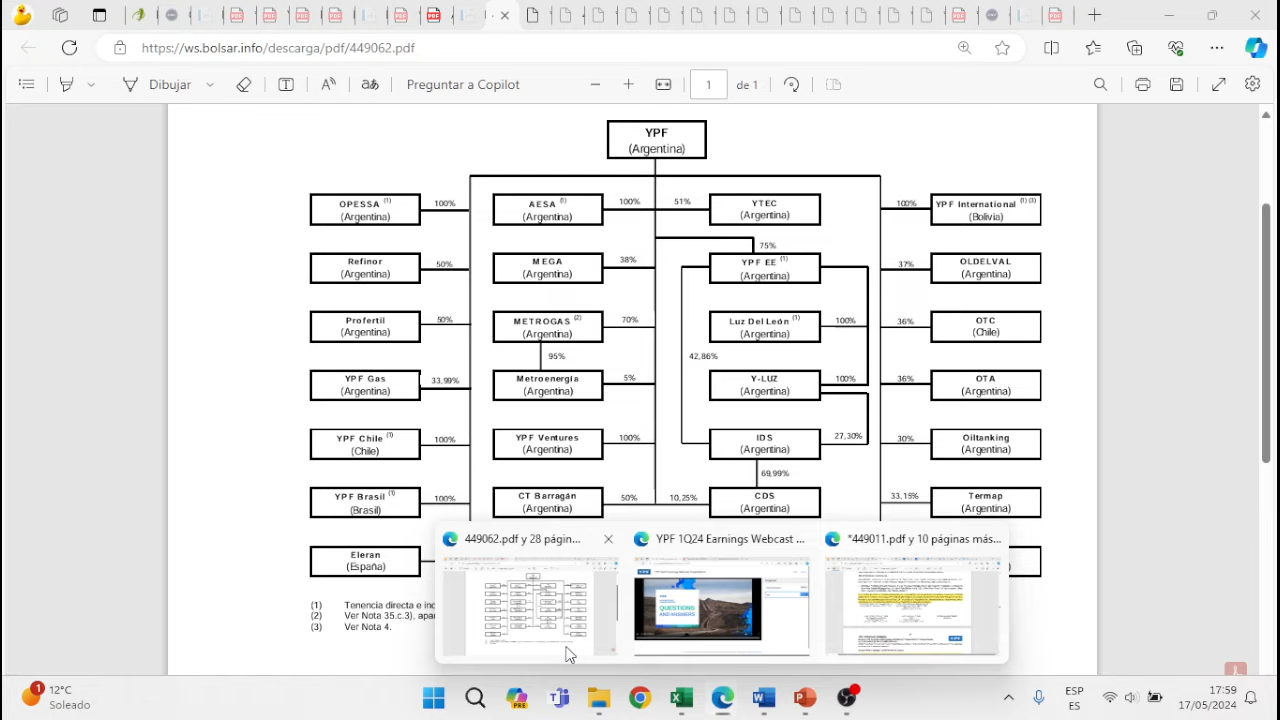 https://ws.bolsar.info/descarga/pdf/449062.pdf
Dibujar
Preguntar a Copilot
1
de 1
YPF
(Argentina)
OPESSA (1)
(Argentina)
100%
AESA (1)
(Argentina)
100%
51%
YTEC
(Argentina)
100%
YPF International (1) (3)
(Bolivia)
75%
Refinor
(Argentina)
50%
MEGA
(Argentina)
38%
YPF EE (1)
(Argentina)
37%
OLDELVAL
(Argentina)
Profertil
(Argentina)
50%
METROGAS (2)
(Argentina)
70%
Luz Del León (1)
(Argentina)
100%
36%
OTC
(Chile)
95%
42,86%
YPF Gas
(Argentina)
33,99%
Metroenergía
(Argentina)
5%
Y-LUZ
(Argentina)
100%
36%
OTA
(Argentina)
YPF Chile (1)
(Chile)
100%
YPF Ventures
(Argentina)
100%
IDS
(Argentina)
27,30%
30%
Oiltanking
(Argentina)
69,99%
YPF Brasil (1)
(Brasil)
100%
CT Barragán
(Argentina)
50%
10,25%
CDS
(Argentina)
33,15%
Termap
(Argentina)
Eleran
(España)
(1) Tenencia directa e ind
(2) Ver Nota 35.c.3), apa
(3) Ver Nota 4.
449062.pdf y 28 págin...
YPF 1Q24 Earnings Webcast ...
*449011.pdf y 10 páginas más...
QUESTIONS
AND ANSWERS
YPF
1
12°C
Soleado
PRE
ESP
ES
17:59
17/05/2024